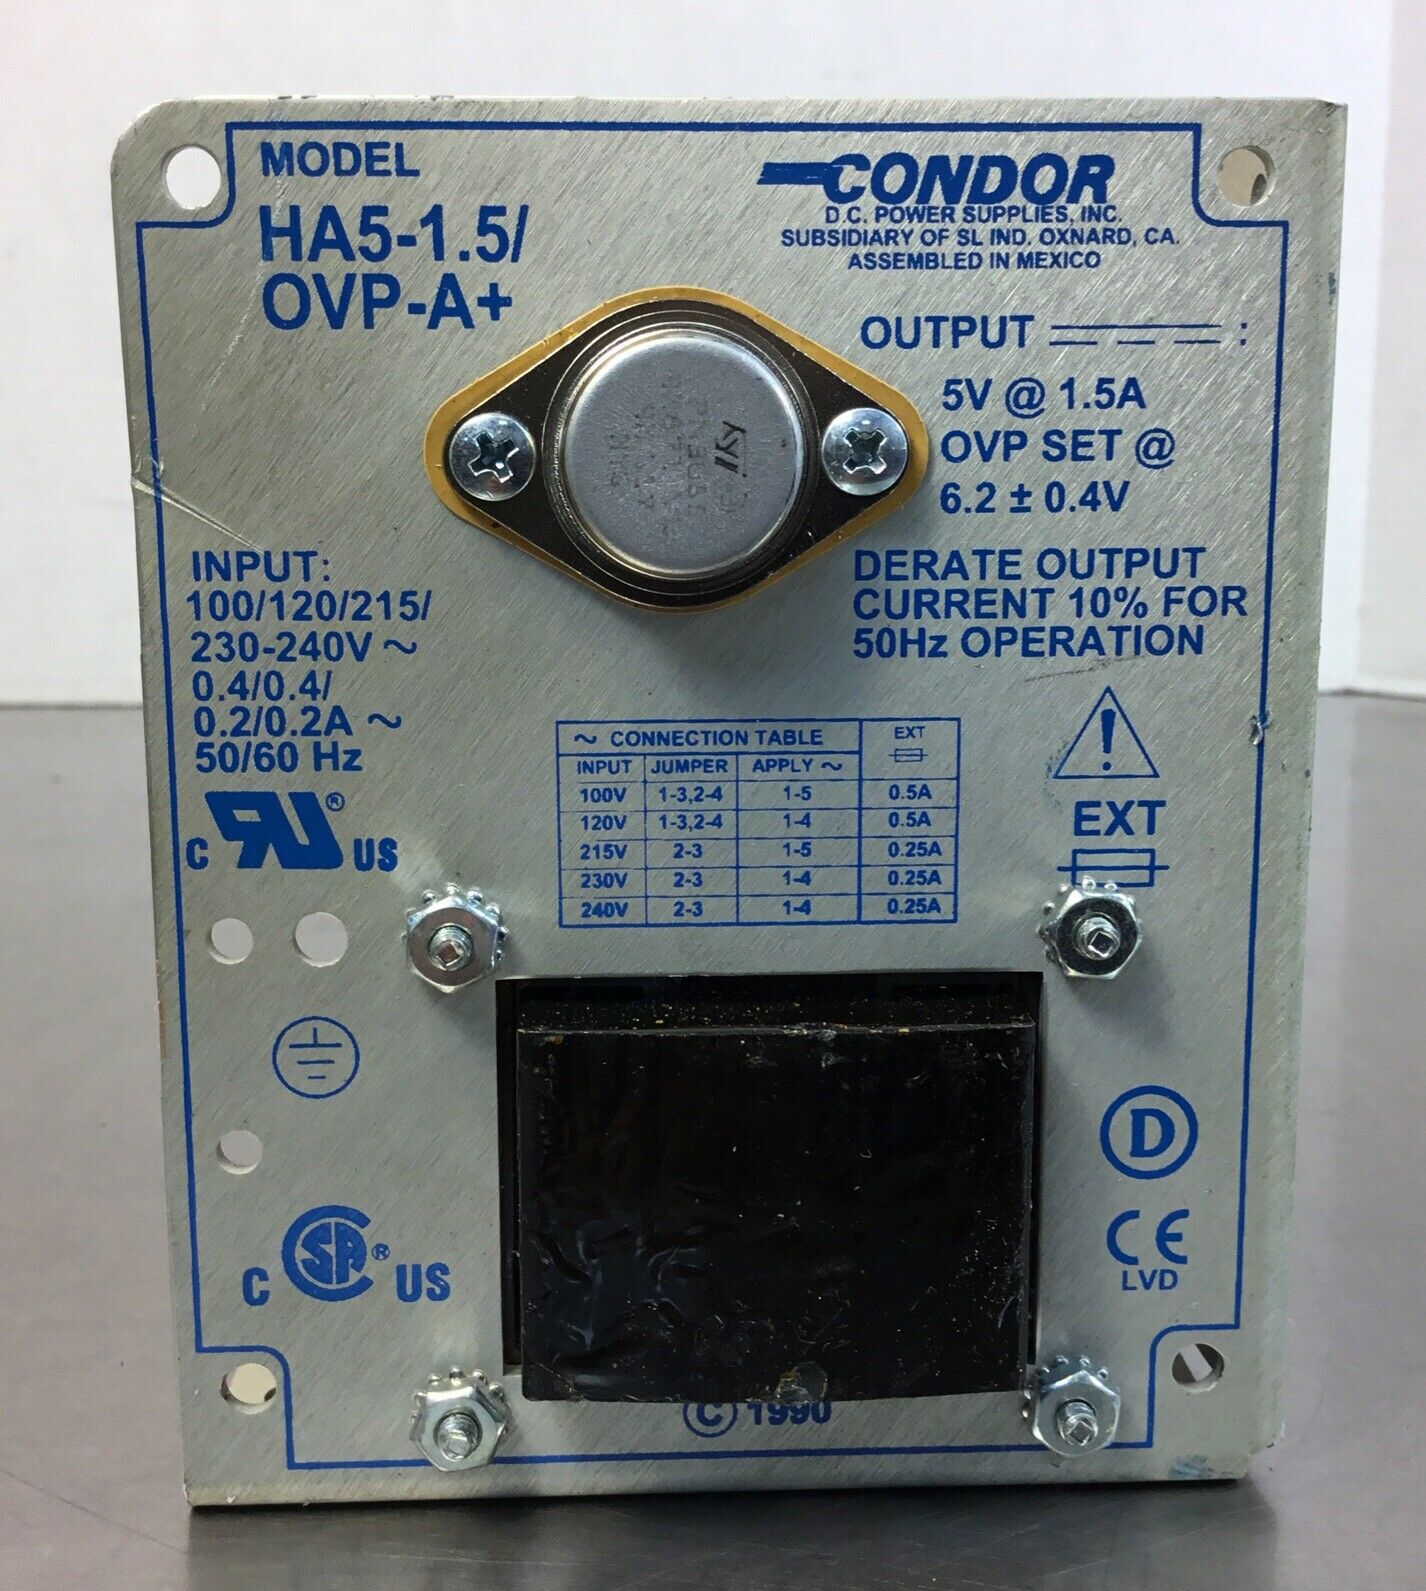 MODEL
HA5-1.5/
OVP-A+
CONDOR
D.C. POWER SUPPLIES, INC.
SUBSIDIARY OF SL IND. OXNARD, CA.
ASSEMBLED IN MEXICO
OUTPUT :
5V @ 1.5A
OVP SET @
6.2 ± 0.4V
DERATE OUTPUT
CURRENT 10% FOR
50Hz OPERATION
INPUT:
100/120/215/
230-240V ~
0.4/0.4/
0.2/0.2A ~
50/60 Hz
C RU ® US
~ CONNECTION TABLE EXT
INPUT JUMPER APPLY ~
100V 1-3,2-4 1-5 0.5A
120V 1-3,2-4 1-4 0.5A
215V 2-3 1-5 0.25A
230V 2-3 1-4 0.25A
240V 2-3 1-4 0.25A
!
EXT
D
CE
LVD
C SA ® US
© 1990